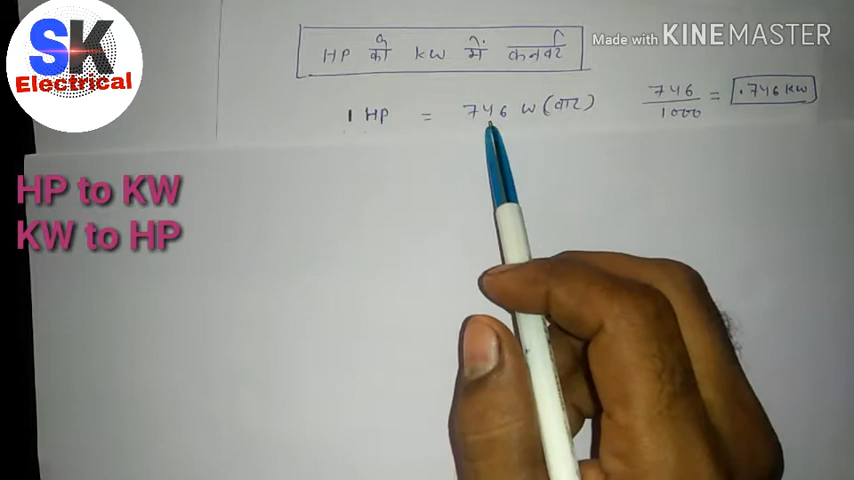 SK
Electrical
Made with KINEMASTER
HP को KW में कनवर्ट
1 HP = 746 W (वाट)
746/1000 = .746 KW
HP to KW
KW to HP